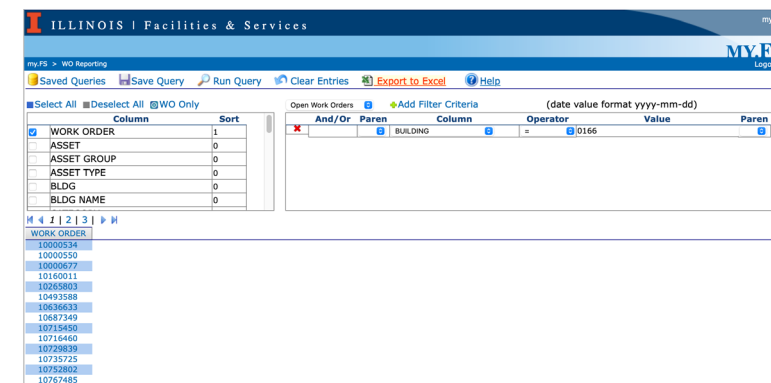 I ILLINOIS | Facilities & Services
my
MY.F
my.FS > WO Reporting
Logo
Saved Queries Save Query Run Query Clear Entries Export to Excel Help
Select All Deselect All WO Only
Open Work Orders Add Filter Criteria (date value format yyyy-mm-dd)
Column Sort
And/Or Paren Column Operator Value Paren
WORK ORDER 1
BUILDING = 0166
ASSET 0
ASSET GROUP 0
ASSET TYPE 0
BLDG 0
BLDG NAME 0
1 | 2 | 3 |
WORK ORDER
10000534
10000550
10000677
10160011
10265803
10493588
10636633
10687349
10715450
10716460
10729839
10735725
10752802
10767485